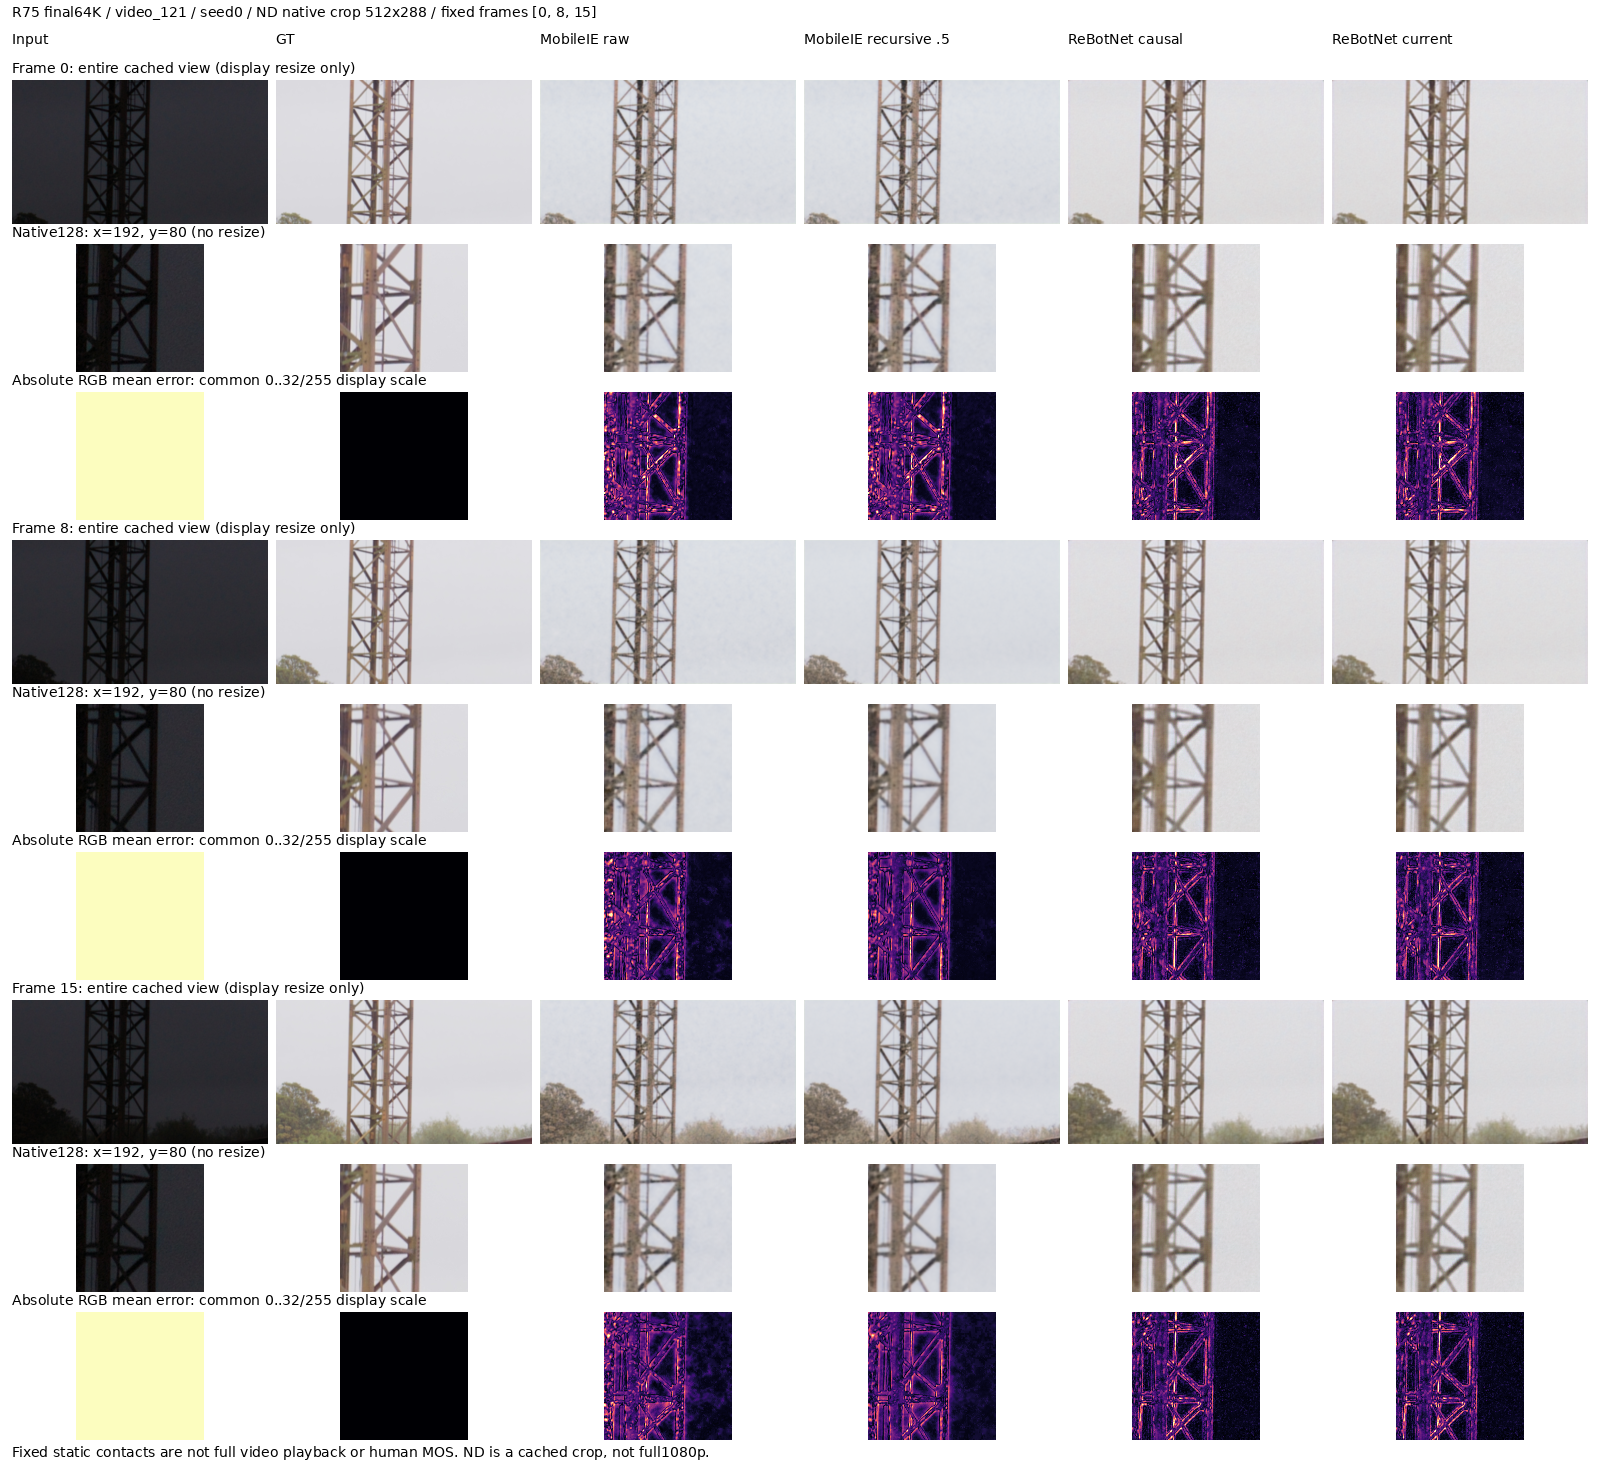 R75 final64K / video_121 / seed0 / ND native crop 512x288 / fixed frames [0, 8, 15]
Input GT MobileIE raw MobileIE recursive .5 ReBotNet causal ReBotNet current
Frame 0: entire cached view (display resize only)
Native128: x=192, y=80 (no resize)
Absolute RGB mean error: common 0..32/255 display scale
Frame 8: entire cached view (display resize only)
Native128: x=192, y=80 (no resize)
Absolute RGB mean error: common 0..32/255 display scale
Frame 15: entire cached view (display resize only)
Native128: x=192, y=80 (no resize)
Absolute RGB mean error: common 0..32/255 display scale
Fixed static contacts are not full video playback or human MOS. ND is a cached crop, not full1080p.